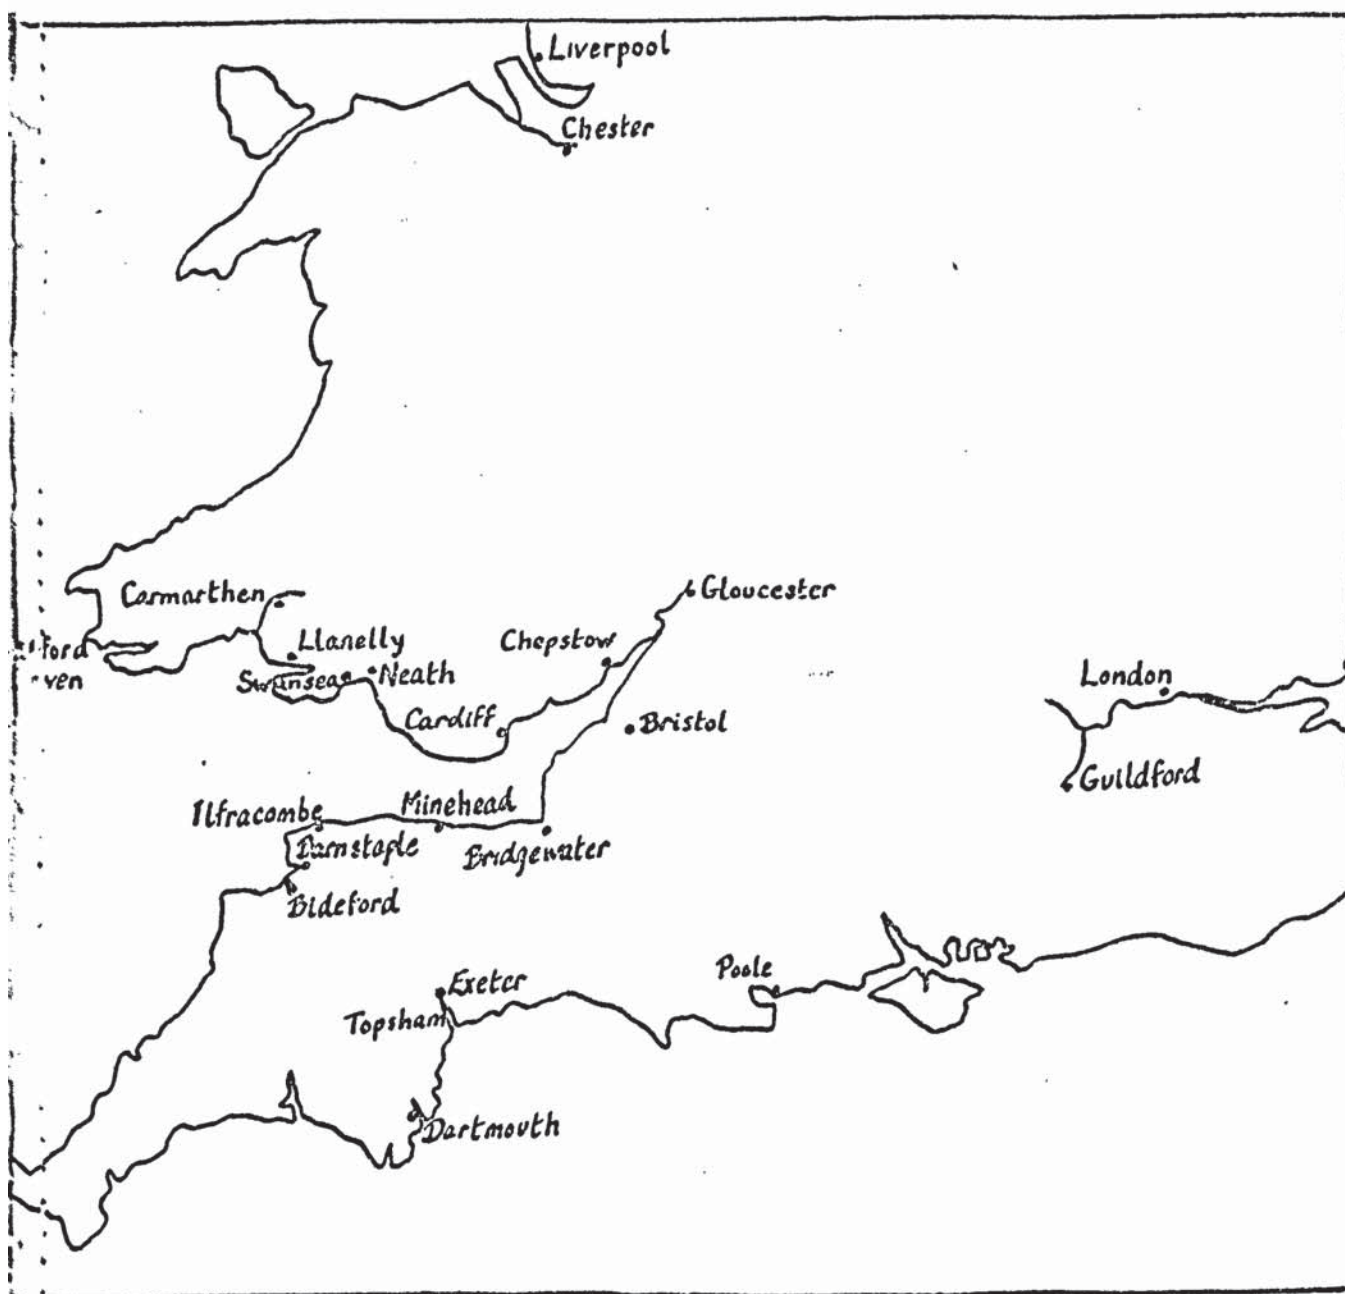 Liverpool
Chester
Carmarthen
Gloucester
Llanelly
Chepstow
ford
ven
Swansea
Neath
London
Cardiff
Bristol
Guildford
Ilfracombe
Minehead
Barnstaple
Bridgewater
Bideford
Poole
Exeter
Topsham
Dartmouth